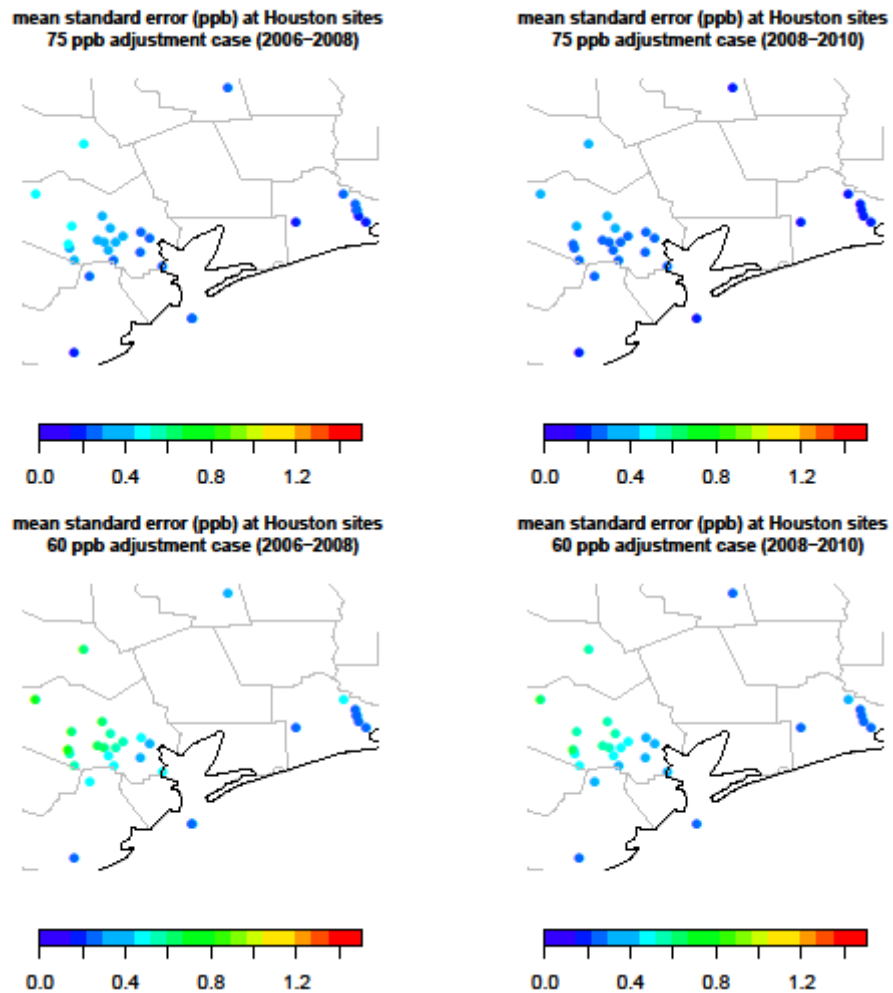 mean standard error (ppb) at Houston sites
75 ppb adjustment case (2006−2008)
mean standard error (ppb) at Houston sites
75 ppb adjustment case (2008−2010)
0.0 0.4 0.8 1.2
0.0 0.4 0.8 1.2
mean standard error (ppb) at Houston sites
60 ppb adjustment case (2006−2008)
mean standard error (ppb) at Houston sites
60 ppb adjustment case (2008−2010)
0.0 0.4 0.8 1.2
0.0 0.4 0.8 1.2